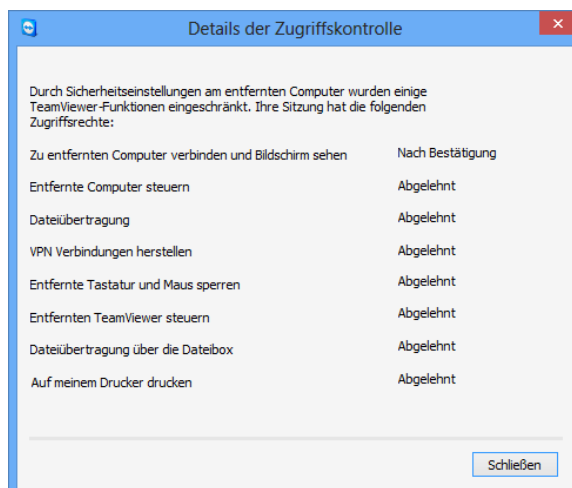 Details der Zugriffskontrolle
Durch Sicherheitseinstellungen am entfernten Computer wurden einige
TeamViewer-Funktionen eingeschränkt. Ihre Sitzung hat die folgenden
Zugriffsrechte:
Zu entfernten Computer verbinden und Bildschirm sehen Nach Bestätigung
Entfernte Computer steuern Abgelehnt
Dateiübertragung Abgelehnt
VPN Verbindungen herstellen Abgelehnt
Entfernte Tastatur und Maus sperren Abgelehnt
Entfernten TeamViewer steuern Abgelehnt
Dateiübertragung über die Dateibox Abgelehnt
Auf meinem Drucker drucken Abgelehnt
Schließen